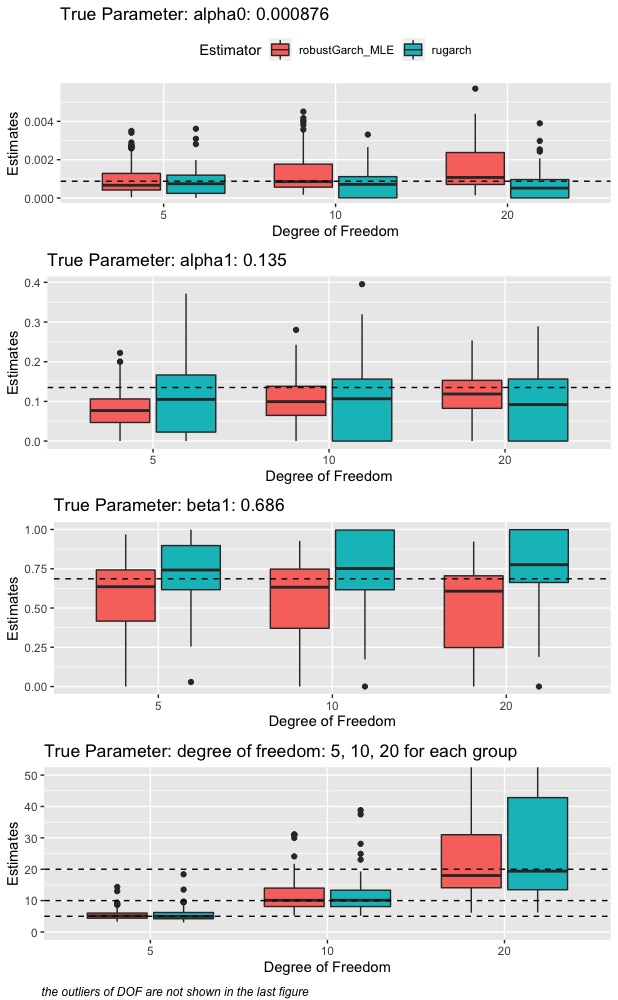 True Parameter: alpha0: 0.000876
Estimator robustGarch_MLE rugarch
Estimates
0.004
0.002
0.000
5 10 20
Degree of Freedom
True Parameter: alpha1: 0.135
Estimates
0.4
0.3
0.2
0.1
0.0
5 10 20
Degree of Freedom
True Parameter: beta1: 0.686
Estimates
1.00
0.75
0.50
0.25
0.00
5 10 20
Degree of Freedom
True Parameter: degree of freedom: 5, 10, 20 for each group
Estimates
50
40
30
20
10
0
5 10 20
Degree of Freedom
the outliers of DOF are not shown in the last figure